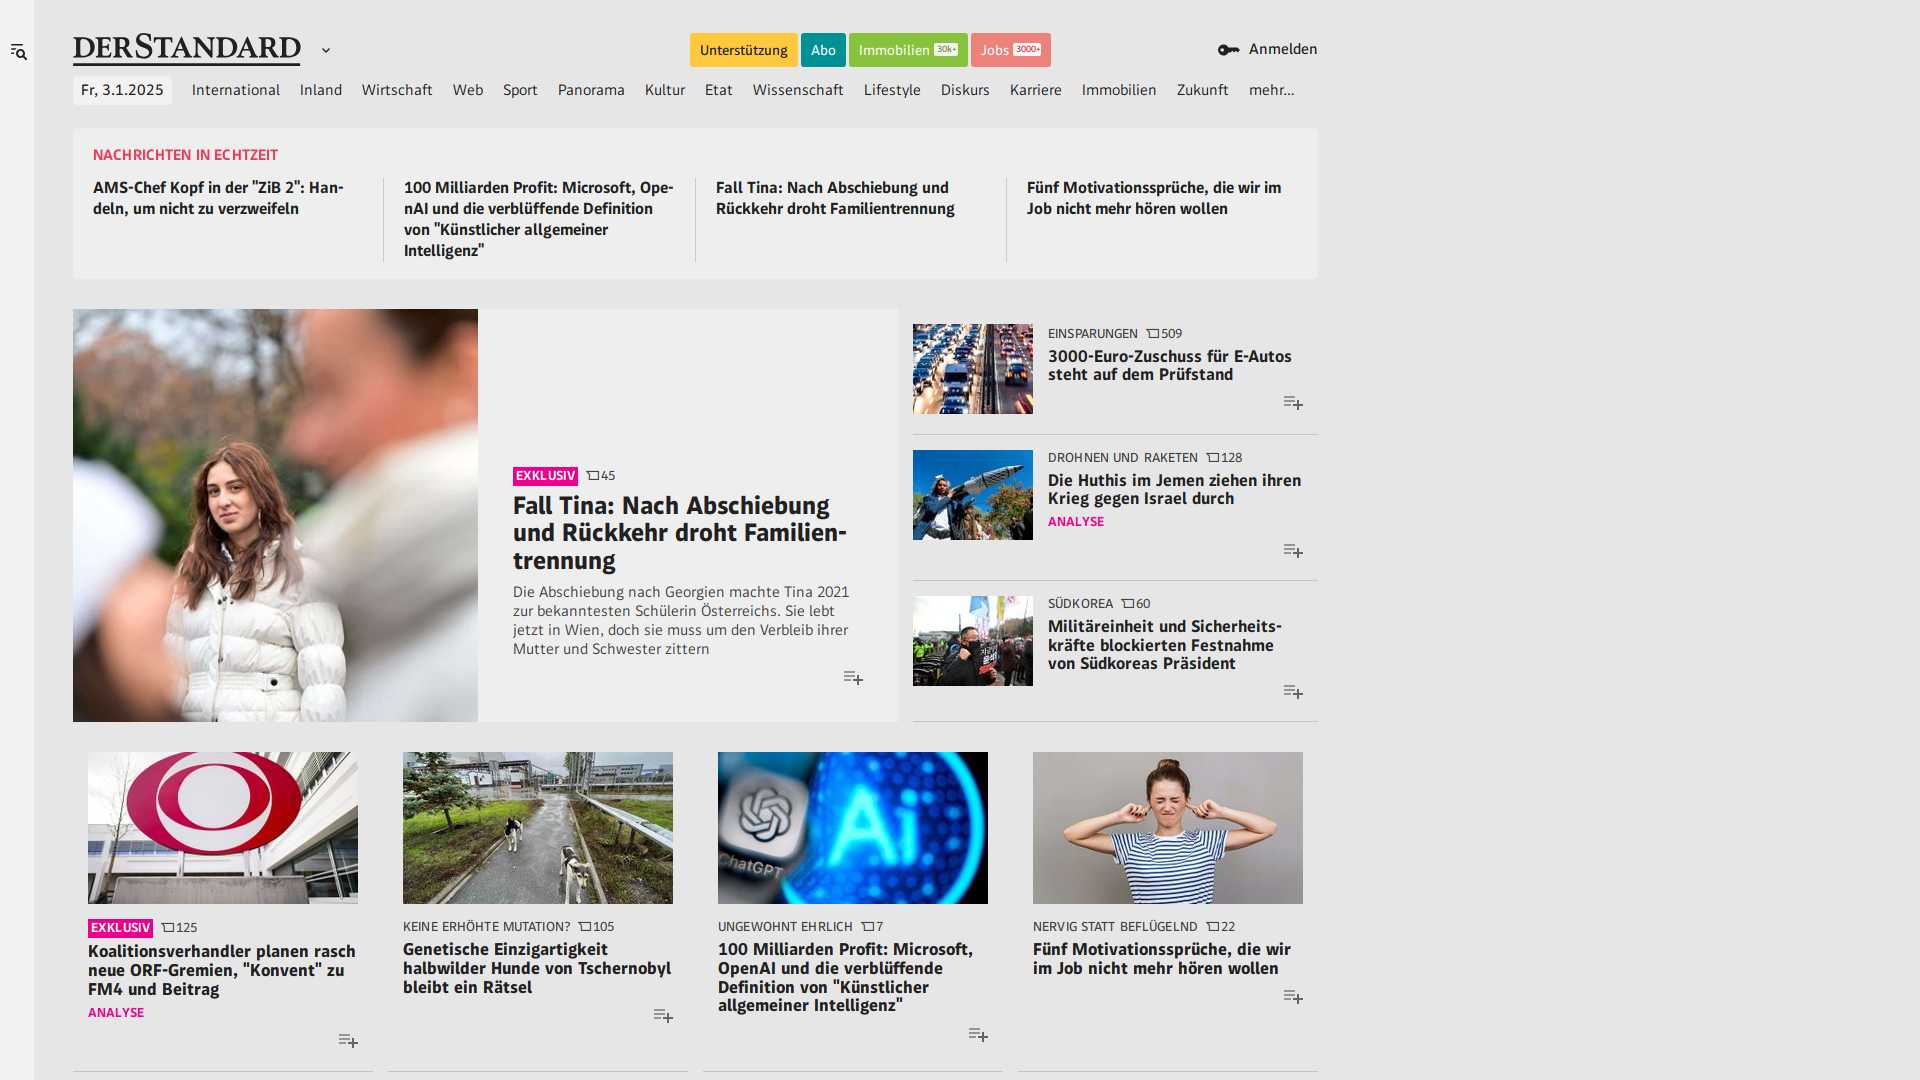 DERSTANDARD
Unterstützung
Abo
Immobilien 30k+
Jobs 3000+
Anmelden
Fr, 3.1.2025
International
Inland
Wirtschaft
Web
Sport
Panorama
Kultur
Etat
Wissenschaft
Lifestyle
Diskurs
Karriere
Immobilien
Zukunft
mehr...
NACHRICHTEN IN ECHTZEIT
AMS-Chef Kopf in der "ZiB 2": Han-
deln, um nicht zu verzweifeln
100 Milliarden Profit: Microsoft, Ope-
nAI und die verblüffende Definition
von "Künstlicher allgemeiner
Intelligenz"
Fall Tina: Nach Abschiebung und
Rückkehr droht Familientrennung
Fünf Motivationssprüche, die wir im
Job nicht mehr hören wollen
EXKLUSIV 45
Fall Tina: Nach Abschiebung
und Rückkehr droht Familien-
trennung
Die Abschiebung nach Georgien machte Tina 2021
zur bekanntesten Schülerin Österreichs. Sie lebt
jetzt in Wien, doch sie muss um den Verbleib ihrer
Mutter und Schwester zittern
EINSPARUNGEN 509
3000-Euro-Zuschuss für E-Autos
steht auf dem Prüfstand
DROHNEN UND RAKETEN 128
Die Huthis im Jemen ziehen ihren
Krieg gegen Israel durch
ANALYSE
SÜDKOREA 60
Militäreinheit und Sicherheits-
kräfte blockierten Festnahme
von Südkoreas Präsident
EXKLUSIV 125
Koalitionsverhandler planen rasch
neue ORF-Gremien, "Konvent" zu
FM4 und Beitrag
ANALYSE
KEINE ERHÖHTE MUTATION? 105
Genetische Einzigartigkeit
halbwilder Hunde von Tschernobyl
bleibt ein Rätsel
Ai
ChatGPT
UNGEWOHNT EHRLICH 7
100 Milliarden Profit: Microsoft,
OpenAI und die verblüffende
Definition von "Künstlicher
allgemeiner Intelligenz"
NERVIG STATT BEFLÜGELND 22
Fünf Motivationssprüche, die wir
im Job nicht mehr hören wollen